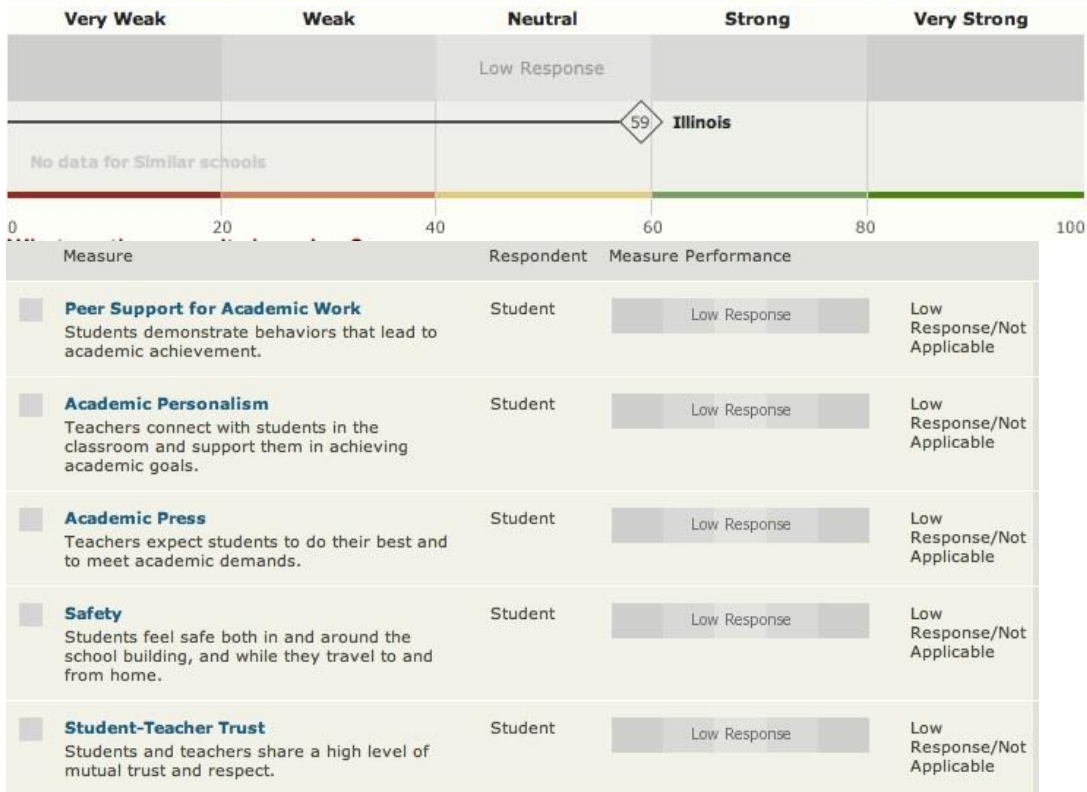 Very Weak Weak Neutral Strong Very Strong
Low Response
59 Illinois
No data for Similar schools
0 20 40 60 80 100
Measure Respondent Measure Performance
Peer Support for Academic Work Student Low Response Low
Students demonstrate behaviors that lead to Response/Not
academic achievement. Applicable
Academic Personalism Student Low Response Low
Teachers connect with students in the Response/Not
classroom and support them in achieving Applicable
academic goals.
Academic Press Student Low Response Low
Teachers expect students to do their best and Response/Not
to meet academic demands. Applicable
Safety Student Low Response Low
Students feel safe both in and around the Response/Not
school building, and while they travel to and Applicable
from home.
Student-Teacher Trust Student Low Response Low
Students and teachers share a high level of Response/Not
mutual trust and respect. Applicable